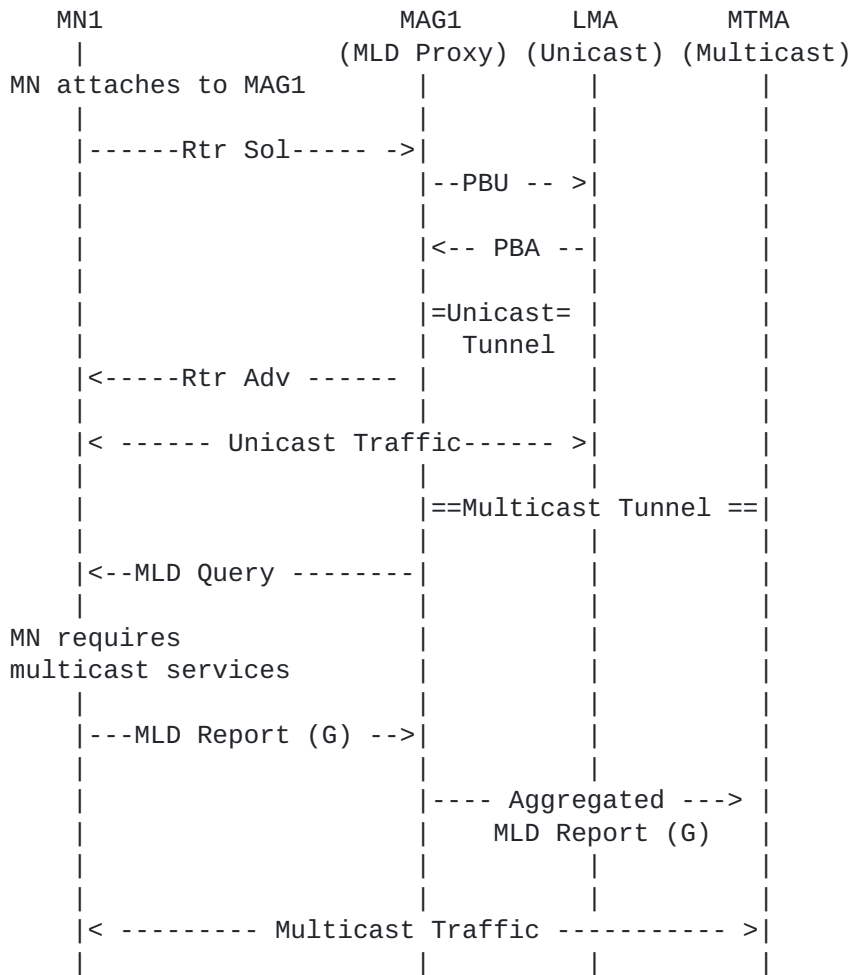 MN1                   MAG1       LMA       MTMA
    |               (MLD Proxy) (Unicast) (Multicast)
MN attaches to MAG1       |          |          |
    |                     |          |          |
    |------Rtr Sol----- ->|          |          |
    |                     |--PBU -- >|          |
    |                     |          |          |
    |                     |<-- PBA --|          |
    |                     |          |          |
    |                     |=Unicast= |          |
    |                     |  Tunnel  |          |
    |<-----Rtr Adv ------ |          |          |
    |                     |          |          |
    |< ------ Unicast Traffic------ >|          |
    |                     |          |          |
    |                     |==Multicast Tunnel ==|
    |                     |          |          |
    |<--MLD Query --------|          |          |
    |                     |          |          |
MN requires               |          |          |
multicast services        |          |          |
    |                     |          |          |
    |---MLD Report (G) -->|          |          |
    |                     |          |          |
    |                     |---- Aggregated ---> |
    |                     |    MLD Report (G)   |
    |                     |          |          |
    |                     |          |          |
    |< --------- Multicast Traffic ----------- >|
    |                     |          |          |